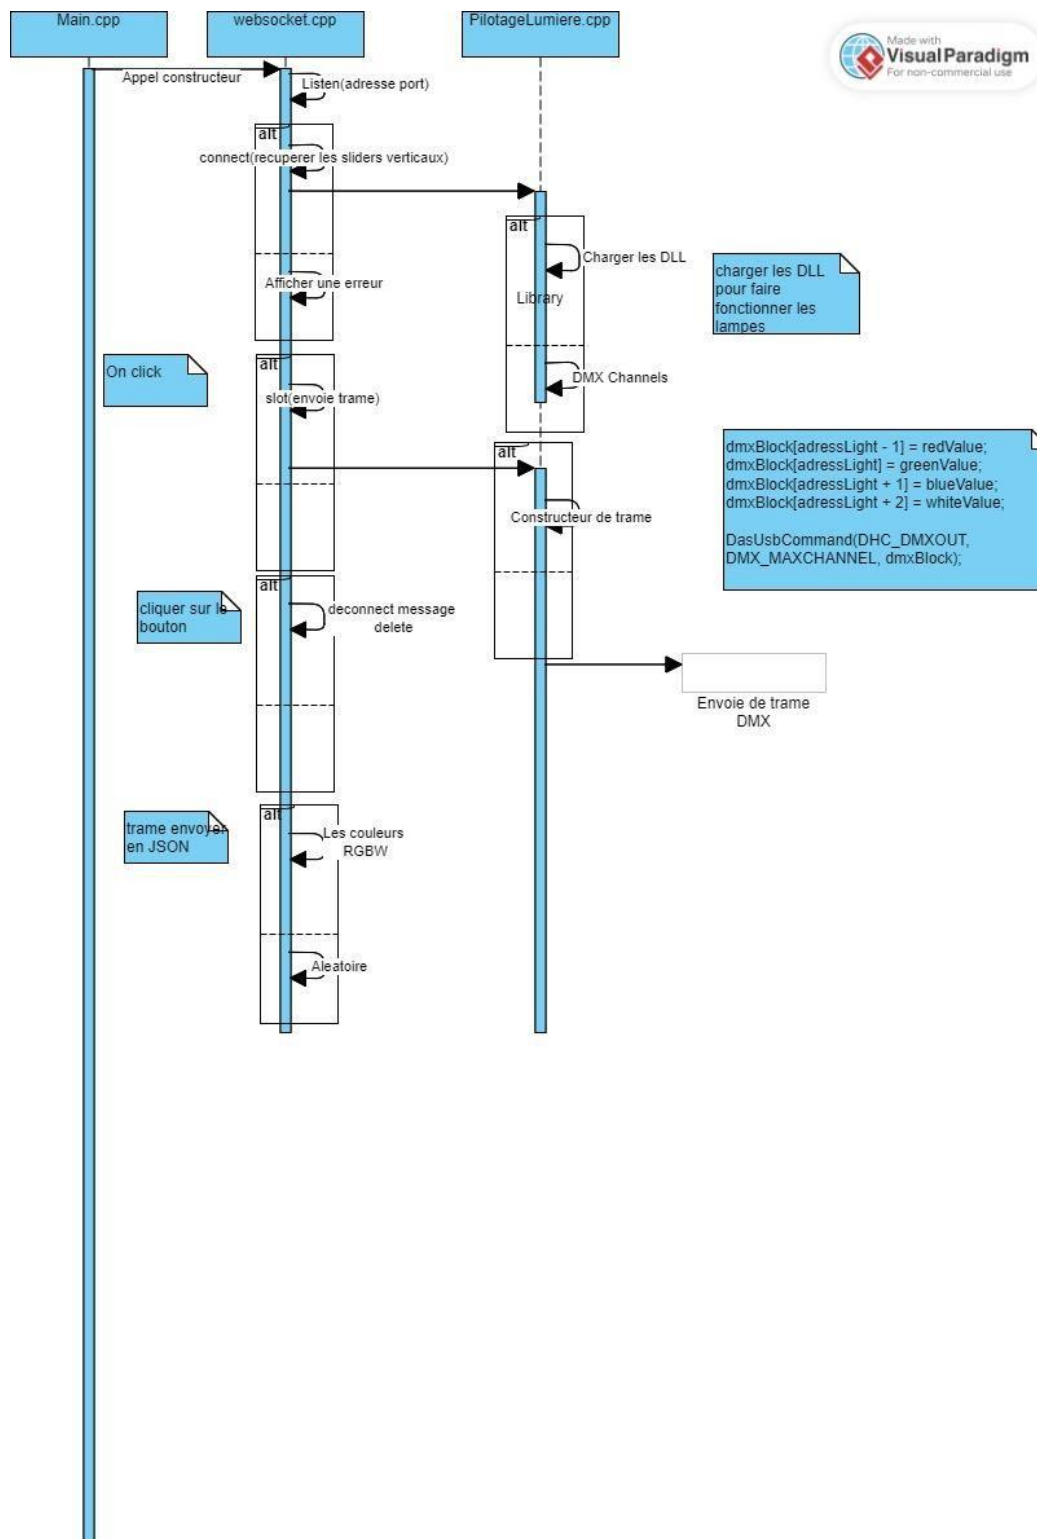 Main.cpp
websocket.cpp
PilotageLumiere.cpp
Made with
Visual Paradigm
For non-commercial use
Appel constructeur
Listen(adresse port)
alt
connect(recuperer les sliders verticaux)
alt
Charger les DLL
charger les DLL
pour faire
fonctionner les
lampes
Afficher une erreur
Library
alt
On click
DMX Channels
slot(envoie trame)
alt
dmxBlock[adressLight - 1] = redValue;
dmxBlock[adressLight] = greenValue;
dmxBlock[adressLight + 1] = blueValue;
dmxBlock[adressLight + 2] = whiteValue;
DasUsbCommand(DHC_DMXOUT,
DMX_MAXCHANNEL, dmxBlock);
Constructeur de trame
alt
cliquer sur le
bouton
deconnect message
delete
Envoie de trame
DMX
alt
trame envoyer
en JSON
Les couleurs
RGBW
Aleatoire